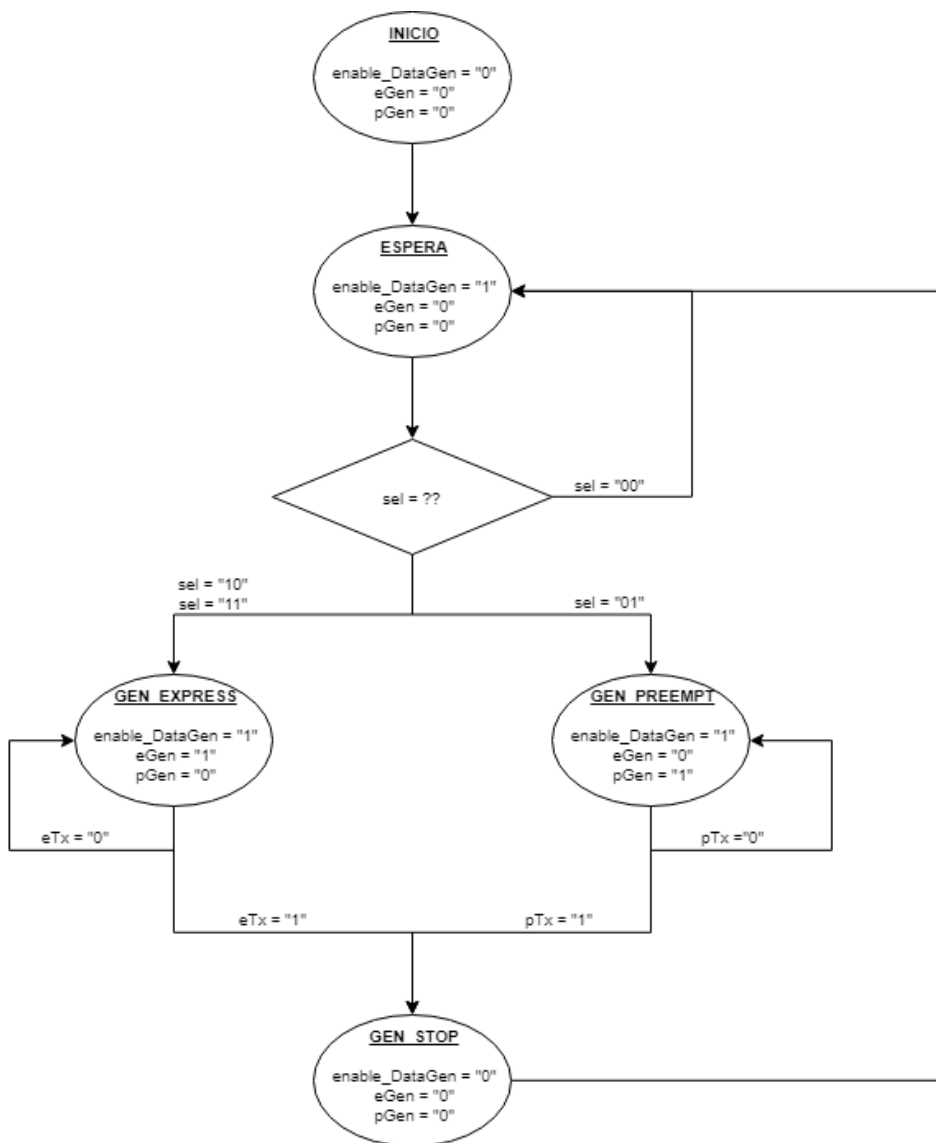 INICIO
enable_DataGen = "0"
eGen = "0"
pGen = "0"
ESPERA
enable_DataGen = "1"
eGen = "0"
pGen = "0"
sel = ??
sel = "00"
sel = "10"
sel = "11"
sel = "01"
GEN_EXPRESS
enable_DataGen = "1"
eGen = "1"
pGen = "0"
GEN_PREEMPT
enable_DataGen = "1"
eGen = "0"
pGen = "1"
eTx = "0"
pTx ="0"
eTx = "1"
pTx = "1"
GEN_STOP
enable_DataGen = "0"
eGen = "0"
pGen = "0"